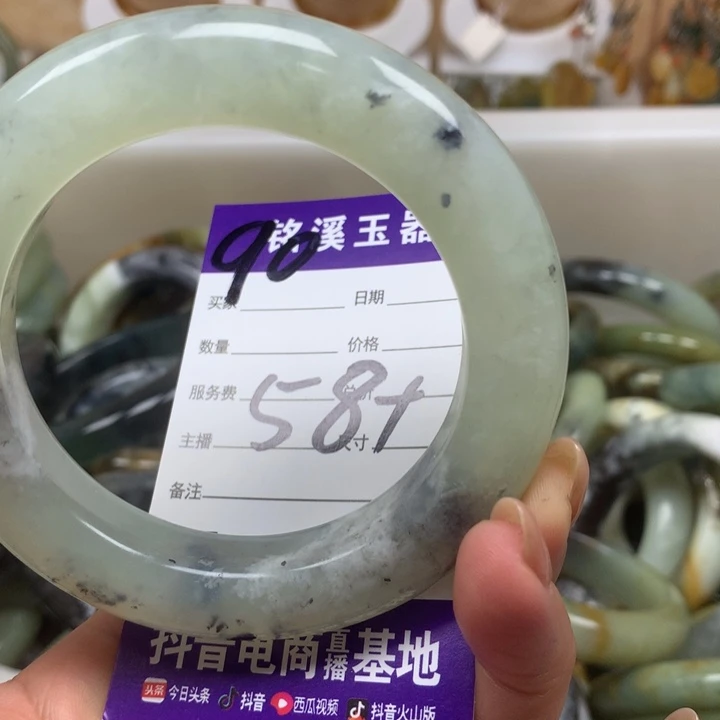 铭溪玉器
90
买家 日期
数量 价格
服务费
58+
主播 尺寸
备注
抖音电商直播基地
头条 今日头条 抖音 西瓜视频 抖音火山版